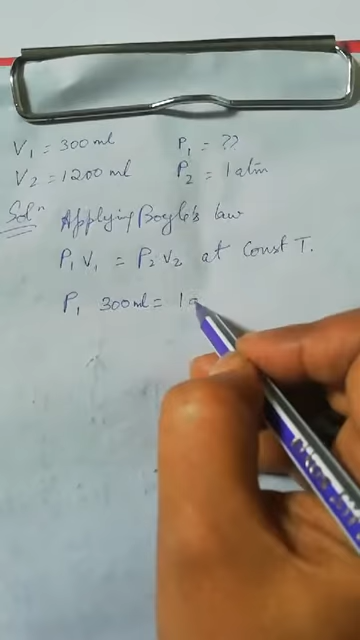 V₁ = 300 ml P₁ = ??
V₂ = 1200 ml P₂ = 1 atm
Solⁿ Applying Boyle's law
P₁ V₁ = P₂ V₂ at Const T.
P₁ 300 ml = 1 a